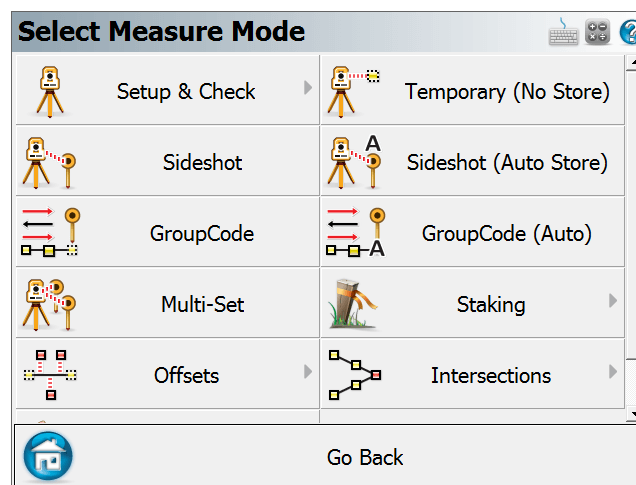 Select Measure Mode
Setup & Check
Temporary (No Store)
Sideshot
A
Sideshot (Auto Store)
GroupCode
A
GroupCode (Auto)
Multi-Set
Staking
Offsets
Intersections
Go Back